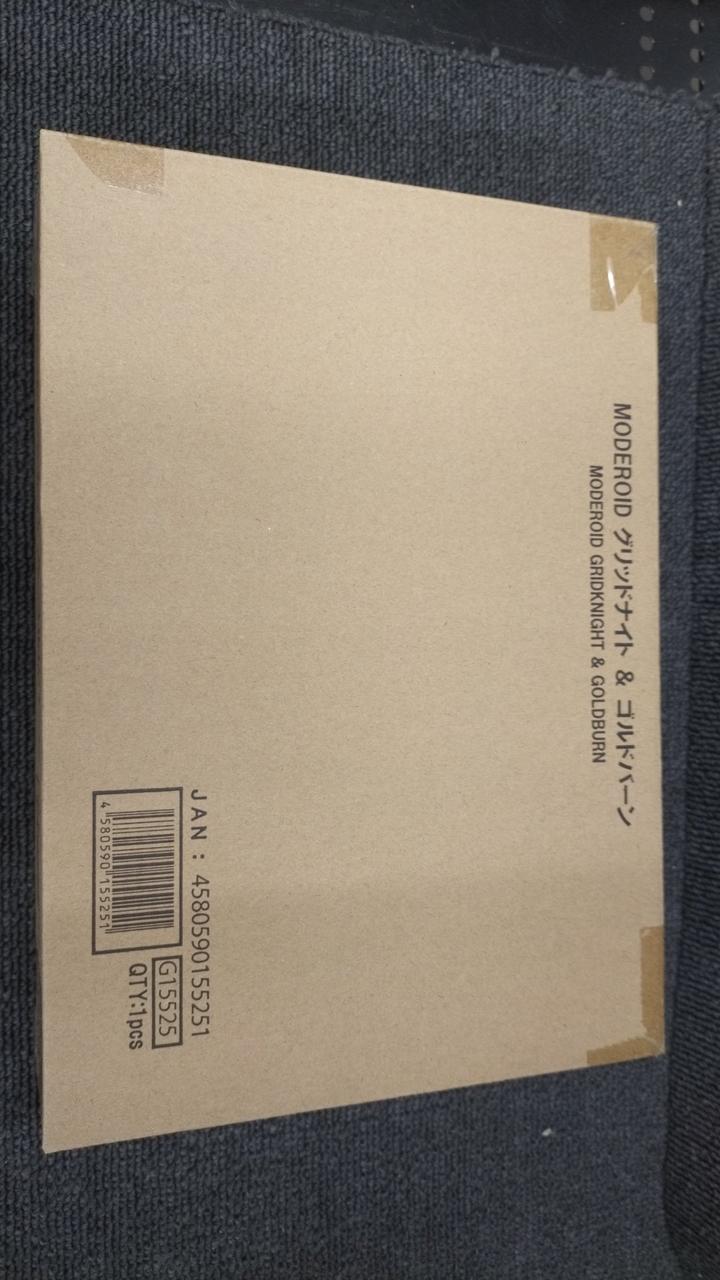 MODEROID グリッドナイト & ゴルドバーン
MODEROID GRIDKNIGHT & GOLDBURN
JAN : 4580590155251
4 580590 155251
G15525
QTY:1pcs